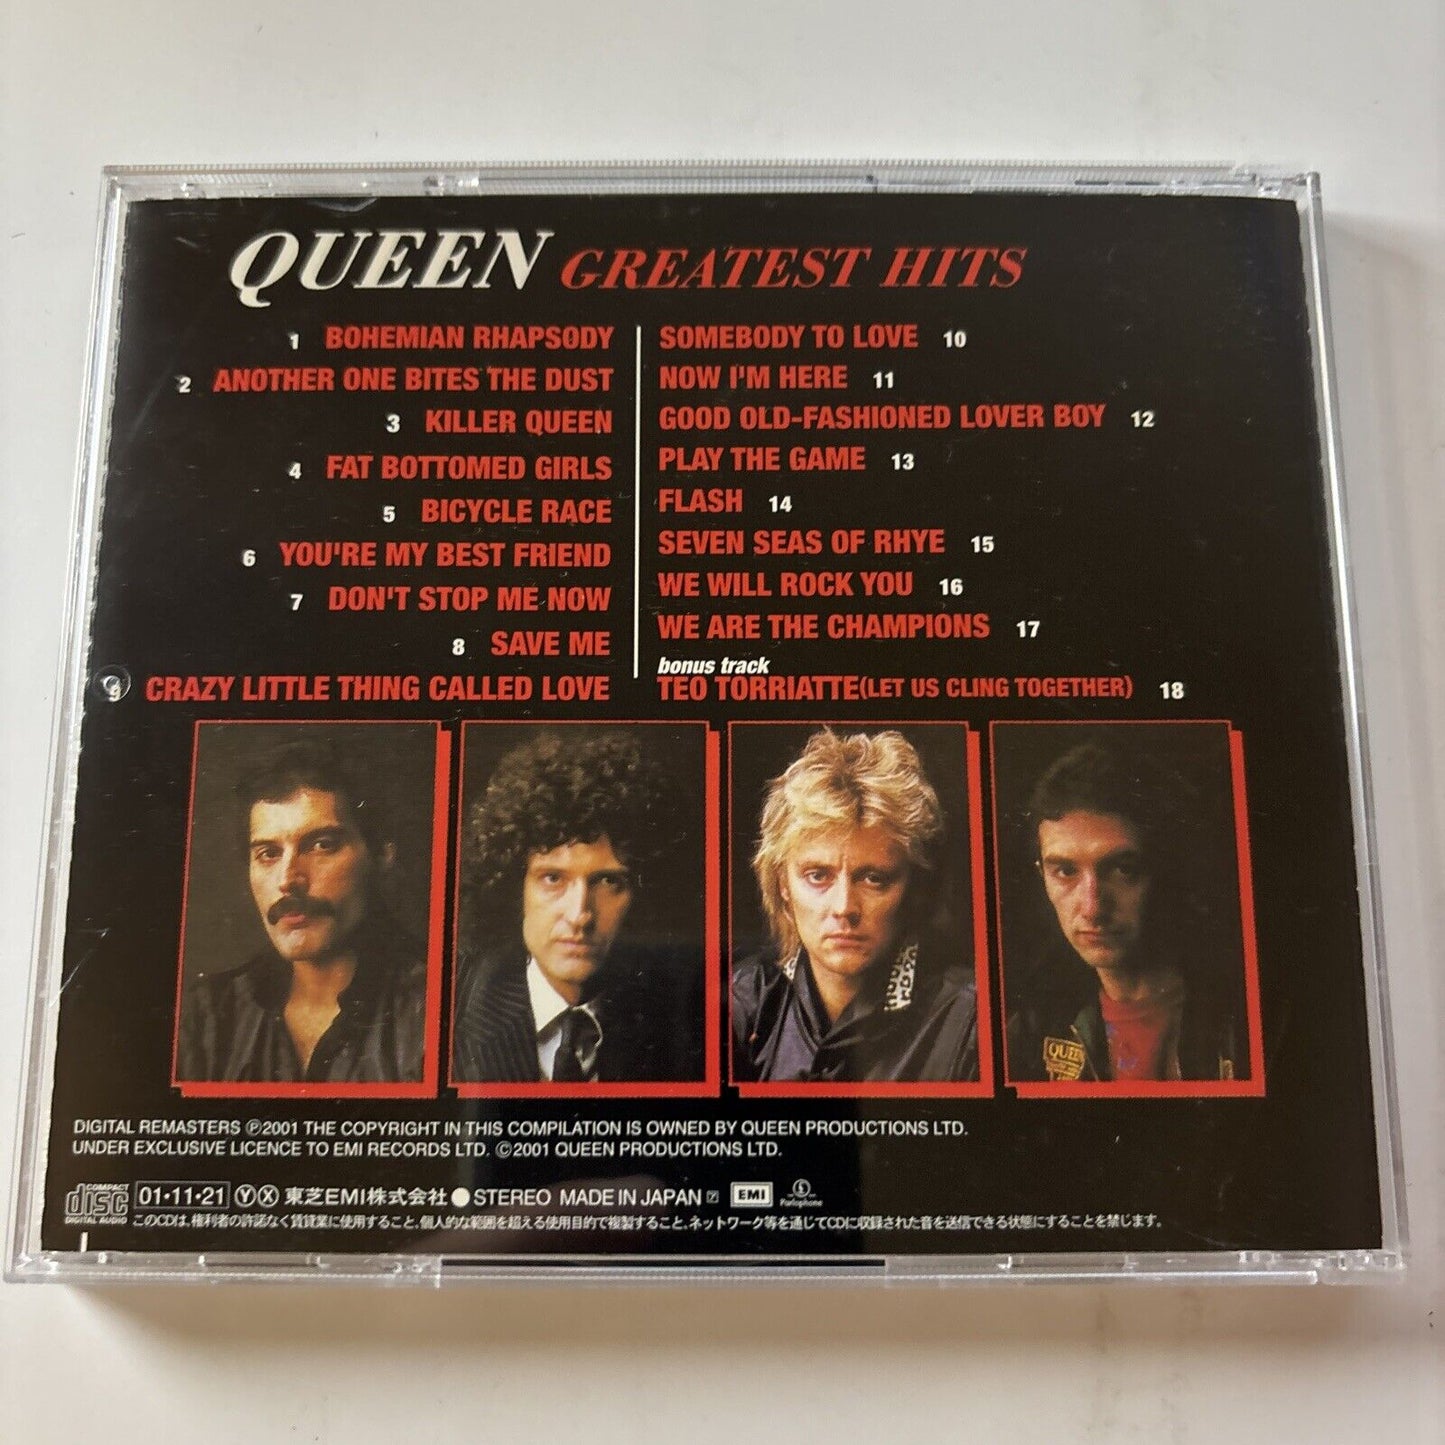 QUEEN GREATEST HITS
1 BOHEMIAN RHAPSODY
2 ANOTHER ONE BITES THE DUST
3 KILLER QUEEN
4 FAT BOTTOMED GIRLS
5 BICYCLE RACE
6 YOU'RE MY BEST FRIEND
7 DON'T STOP ME NOW
8 SAVE ME
9 CRAZY LITTLE THING CALLED LOVE
SOMEBODY TO LOVE 10
NOW I'M HERE 11
GOOD OLD-FASHIONED LOVER BOY 12
PLAY THE GAME 13
FLASH 14
SEVEN SEAS OF RHYE 15
WE WILL ROCK YOU 16
WE ARE THE CHAMPIONS 17
bonus track
TEO TORRIATTE(LET US CLING TOGETHER) 18
QUEEN
DIGITAL REMASTERS ℗2001 THE COPYRIGHT IN THIS COMPILATION IS OWNED BY QUEEN PRODUCTIONS LTD.
UNDER EXCLUSIVE LICENCE TO EMI RECORDS LTD. ©2001 QUEEN PRODUCTIONS LTD.
COMPACT disc DIGITAL AUDIO 01・11・21 Ⓨ Ⓧ 東芝EMI株式会社 ●STEREO MADE IN JAPAN EMI Parlophone
このCDは、権利者の許諾なく賃貸業に使用すること、個人的な範囲を超える使用目的で複製すること、ネットワーク等を通じてCDに収録された音を送信できる状態にすることを禁じます。